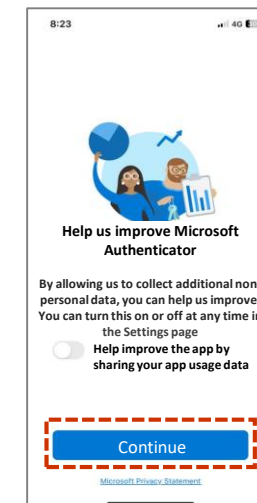 8:23
4G
Help us improve Microsoft
Authenticator
By allowing us to collect additional non
personal data, you can help us improve
You can turn this on or off at any time in
the Settings page
Help improve the app by
sharing your app usage data
Continue
Microsoft Privacy Statement